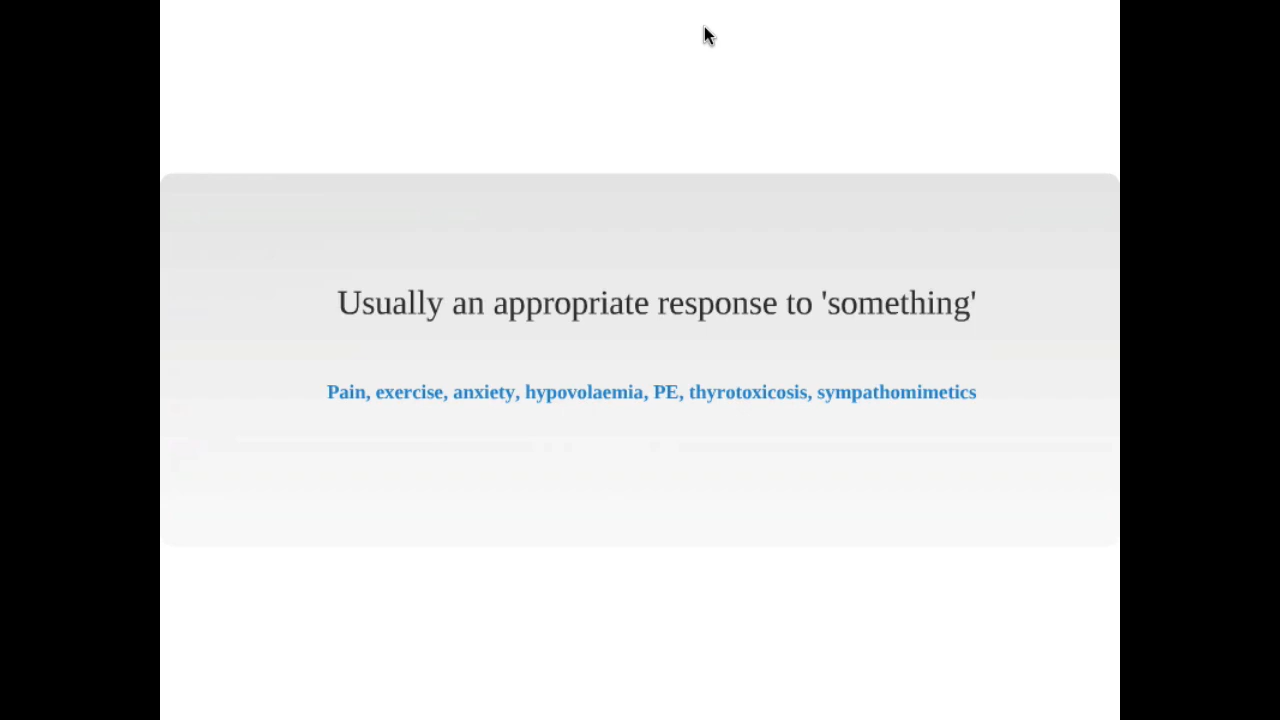 Usually an appropriate response to 'something'
Pain, exercise, anxiety, hypovolaemia, PE, thyrotoxicosis, sympathomimetics